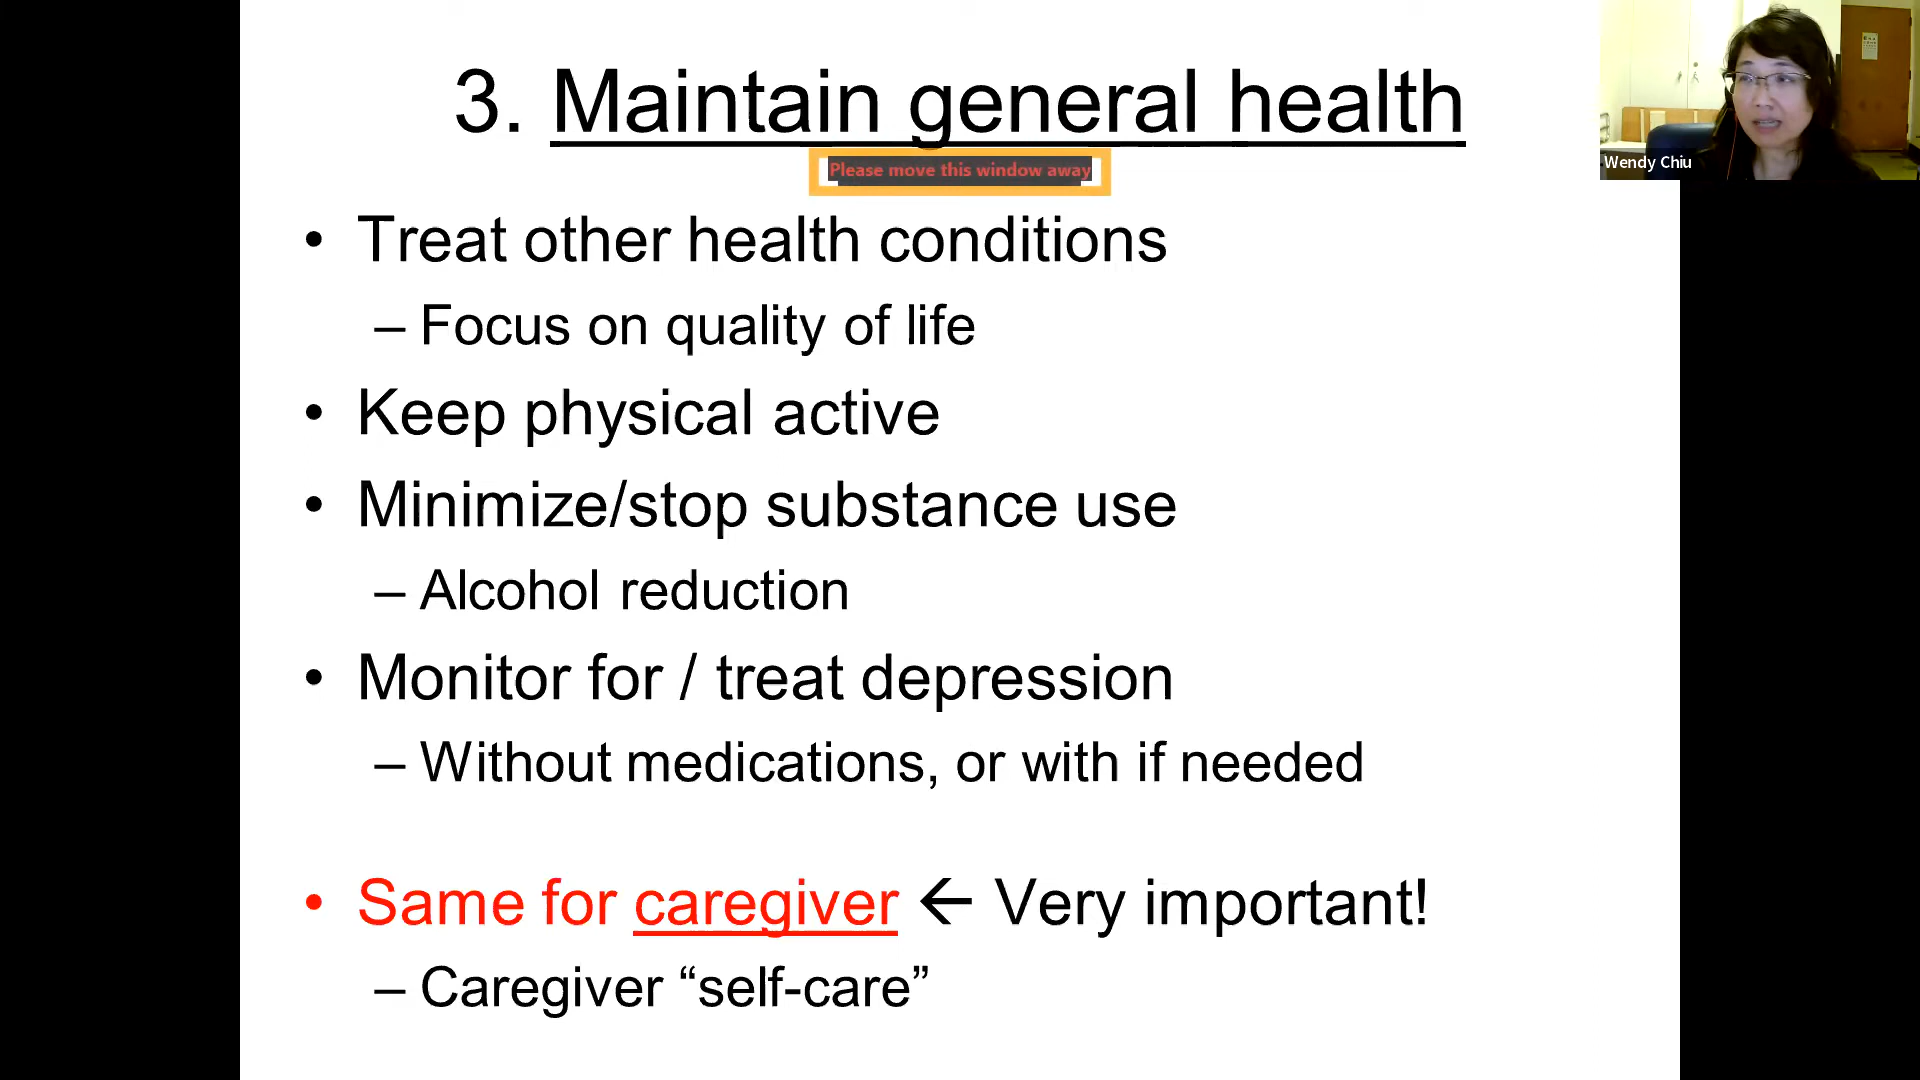 3. Maintain general health
Please move this window away
Wendy Chiu
• Treat other health conditions
– Focus on quality of life
• Keep physical active
• Minimize/stop substance use
– Alcohol reduction
• Monitor for / treat depression
– Without medications, or with if needed
• Same for caregiver ← Very important!
– Caregiver “self-care”